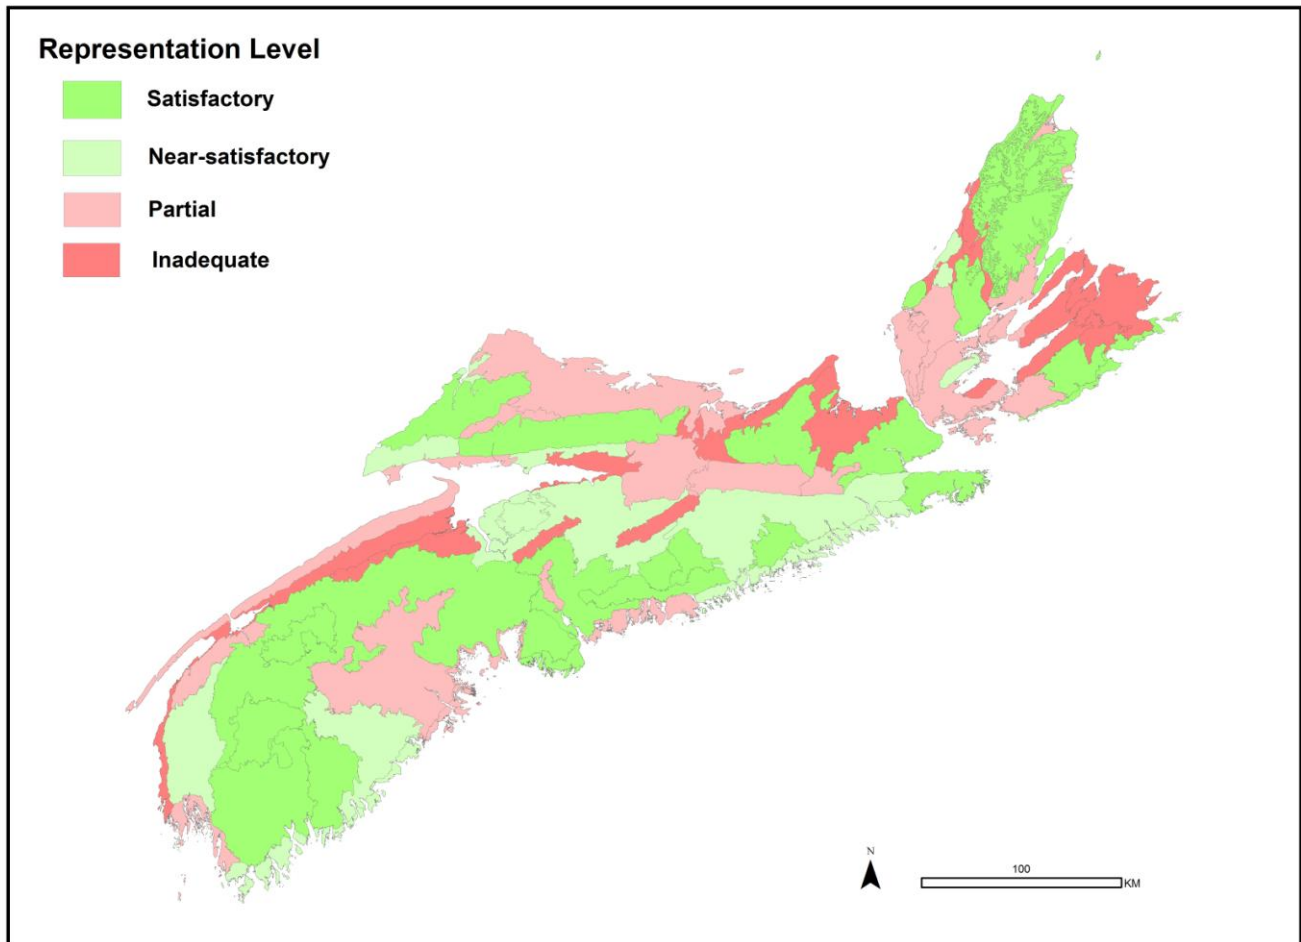 Representation Level
Satisfactory
Near-satisfactory
Partial
Inadequate
N
100
KM